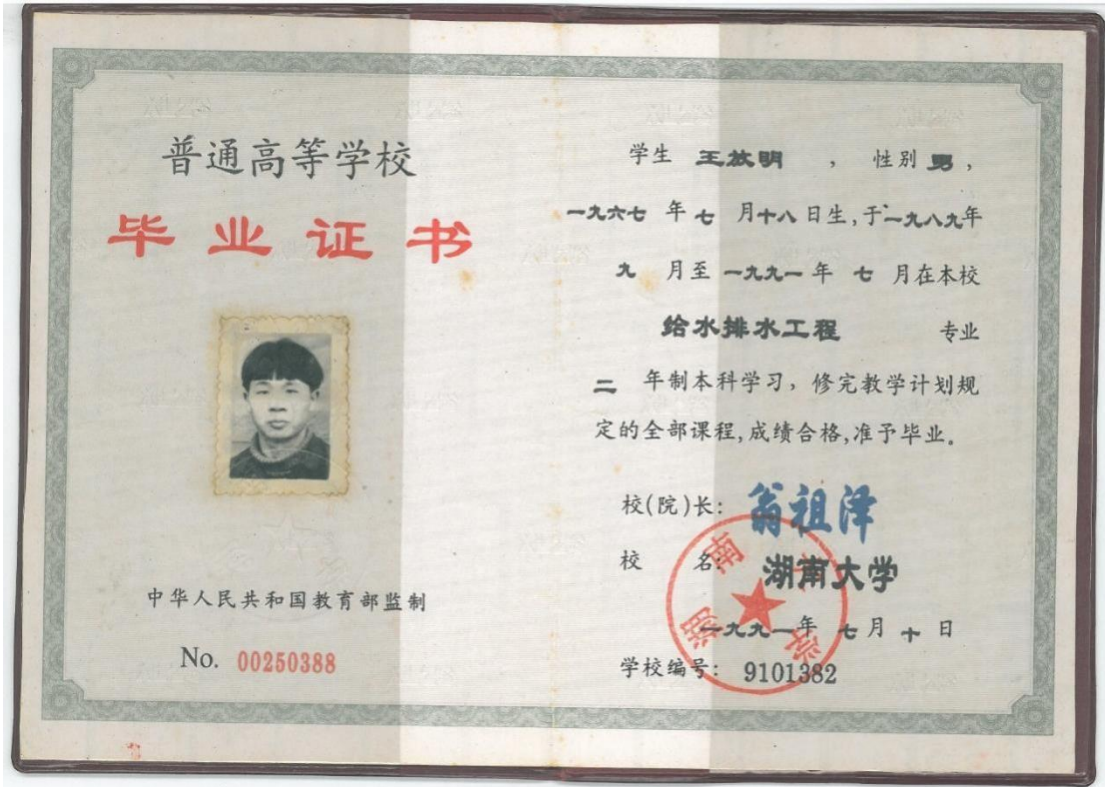 普通高等学校
毕业证书
中华人民共和国教育部监制
No. 00250388
学生 王放明 ，性别 男，
一九六七 年 七 月十八日生，于一九八九年
九 月至 一九九一 年 七 月在本校
给水排水工程 专业
二 年制本科学习，修完教学计划规
定的全部课程，成绩合格，准予毕业。
校(院)长: 翁祖泽
校 名: 湖南大学
湖南大学
一九九一年 七月 十 日
学校编号: 9101382